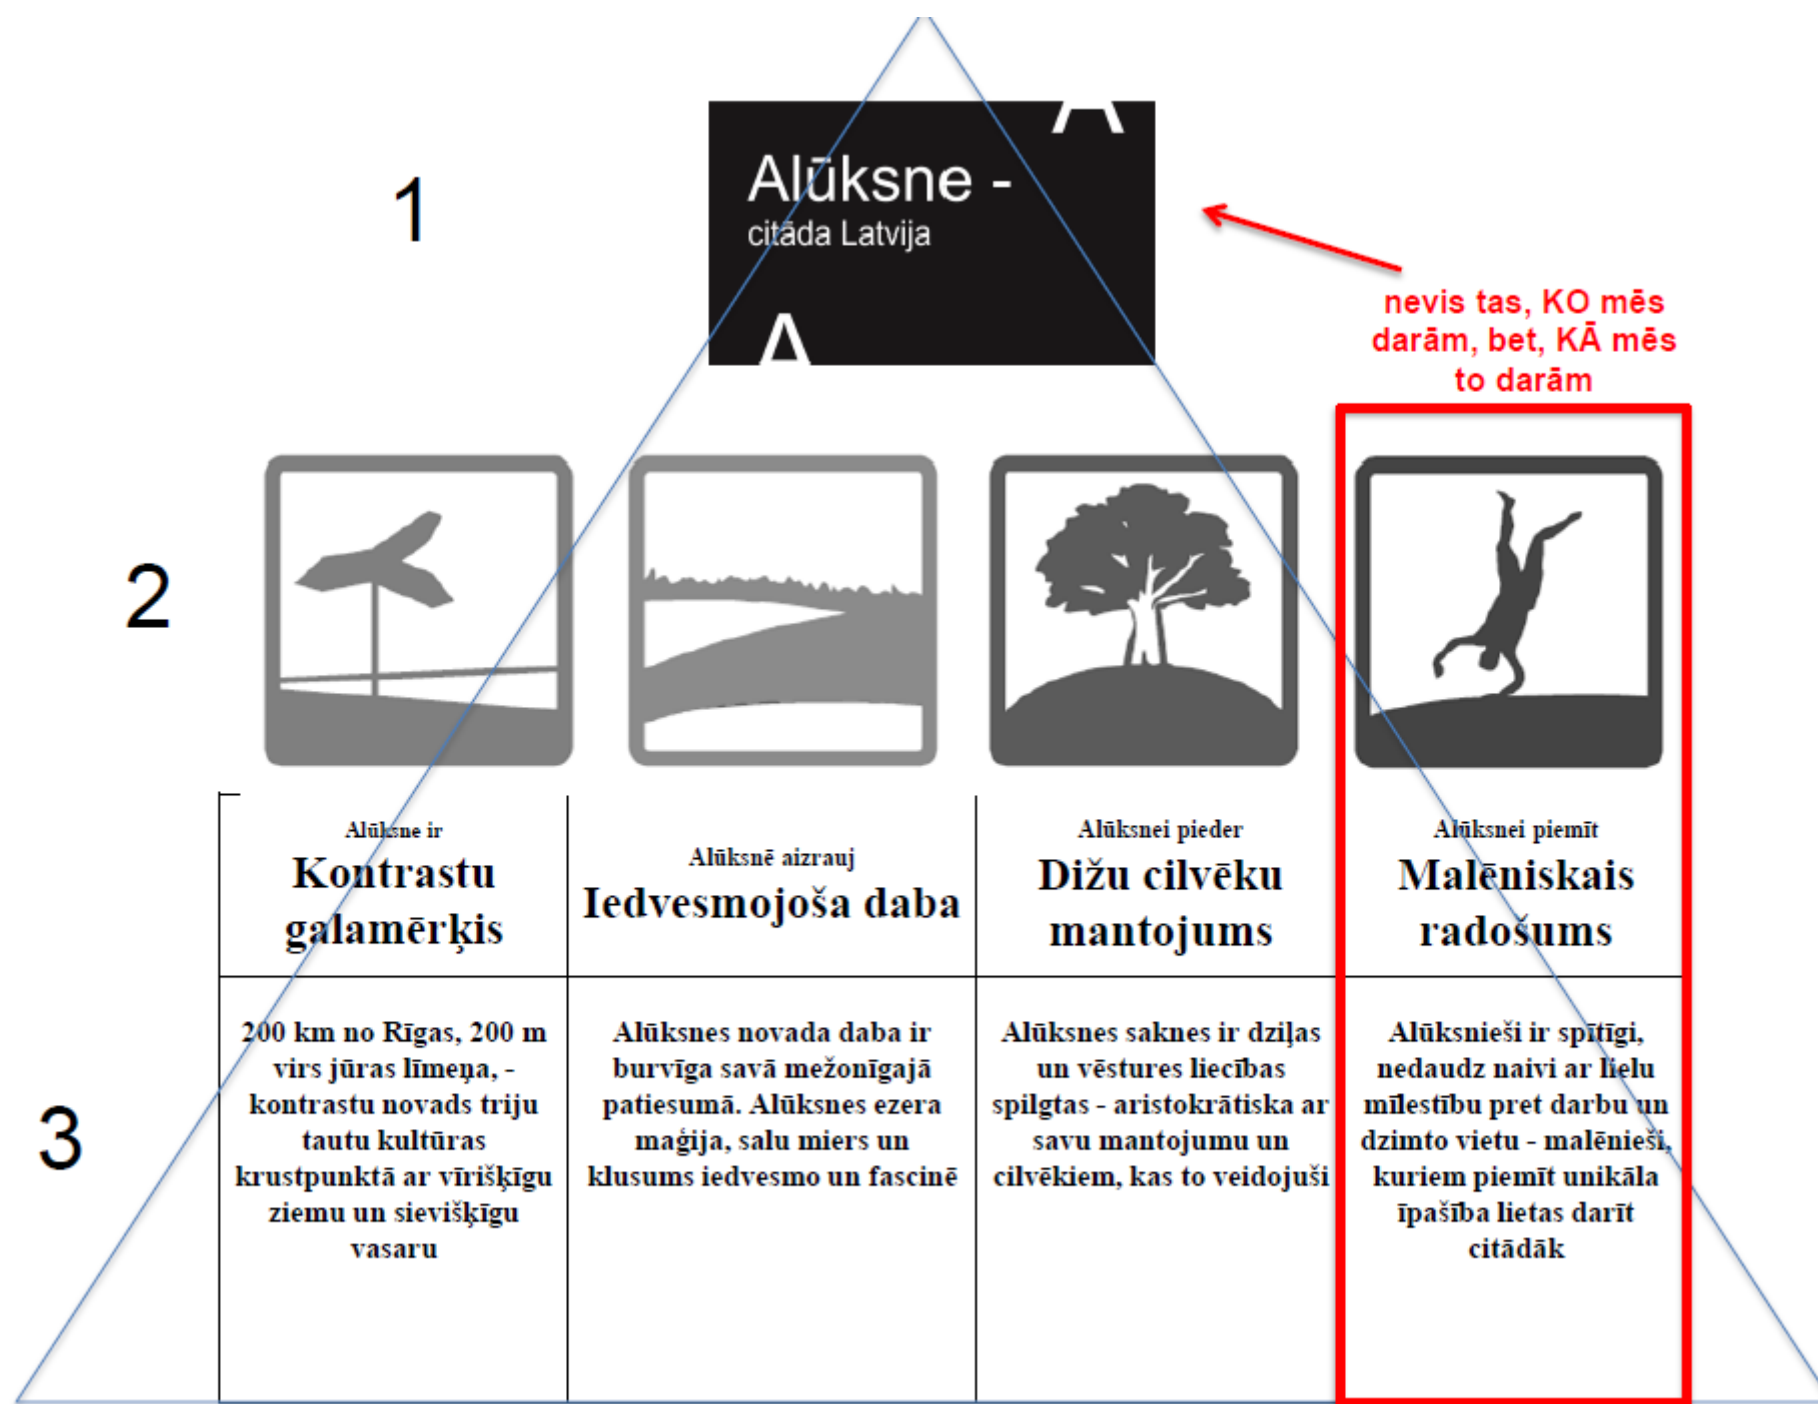 A
1
Alūksne -
citāda Latvija
A
nevis tas, KO mēs
darām, bet, KĀ mēs
to darām
2
Alūksne ir
Kontrastu
galamērķis
Alūksnē aizrauj
Iedvesmojoša daba
Alūksnei pieder
Dižu cilvēku
mantojums
Alūksnei piemīt
Malēniskais
radošums
3
200 km no Rīgas, 200 m
virs jūras līmeņa, -
kontrastu novads triju
tautu kultūras
krustpunktā ar vīrišķīgu
ziemu un sievišķīgu
vasaru
Alūksnes novada daba ir
burvīga savā mežonīgajā
patiesumā. Alūksnes ezera
maģija, salu miers un
klusums iedvesmo un fascinē
Alūksnes saknes ir dziļas
un vēstures liecības
spilgtas - aristokrātiska ar
savu mantojumu un
cilvēkiem, kas to veidojuši
Alūksnieši ir spītīgi,
nedaudz naivi ar lielu
mīlestību pret darbu un
dzimto vietu - malēnieši,
kuriem piemīt unikāla
īpašība lietas darīt
citādāk